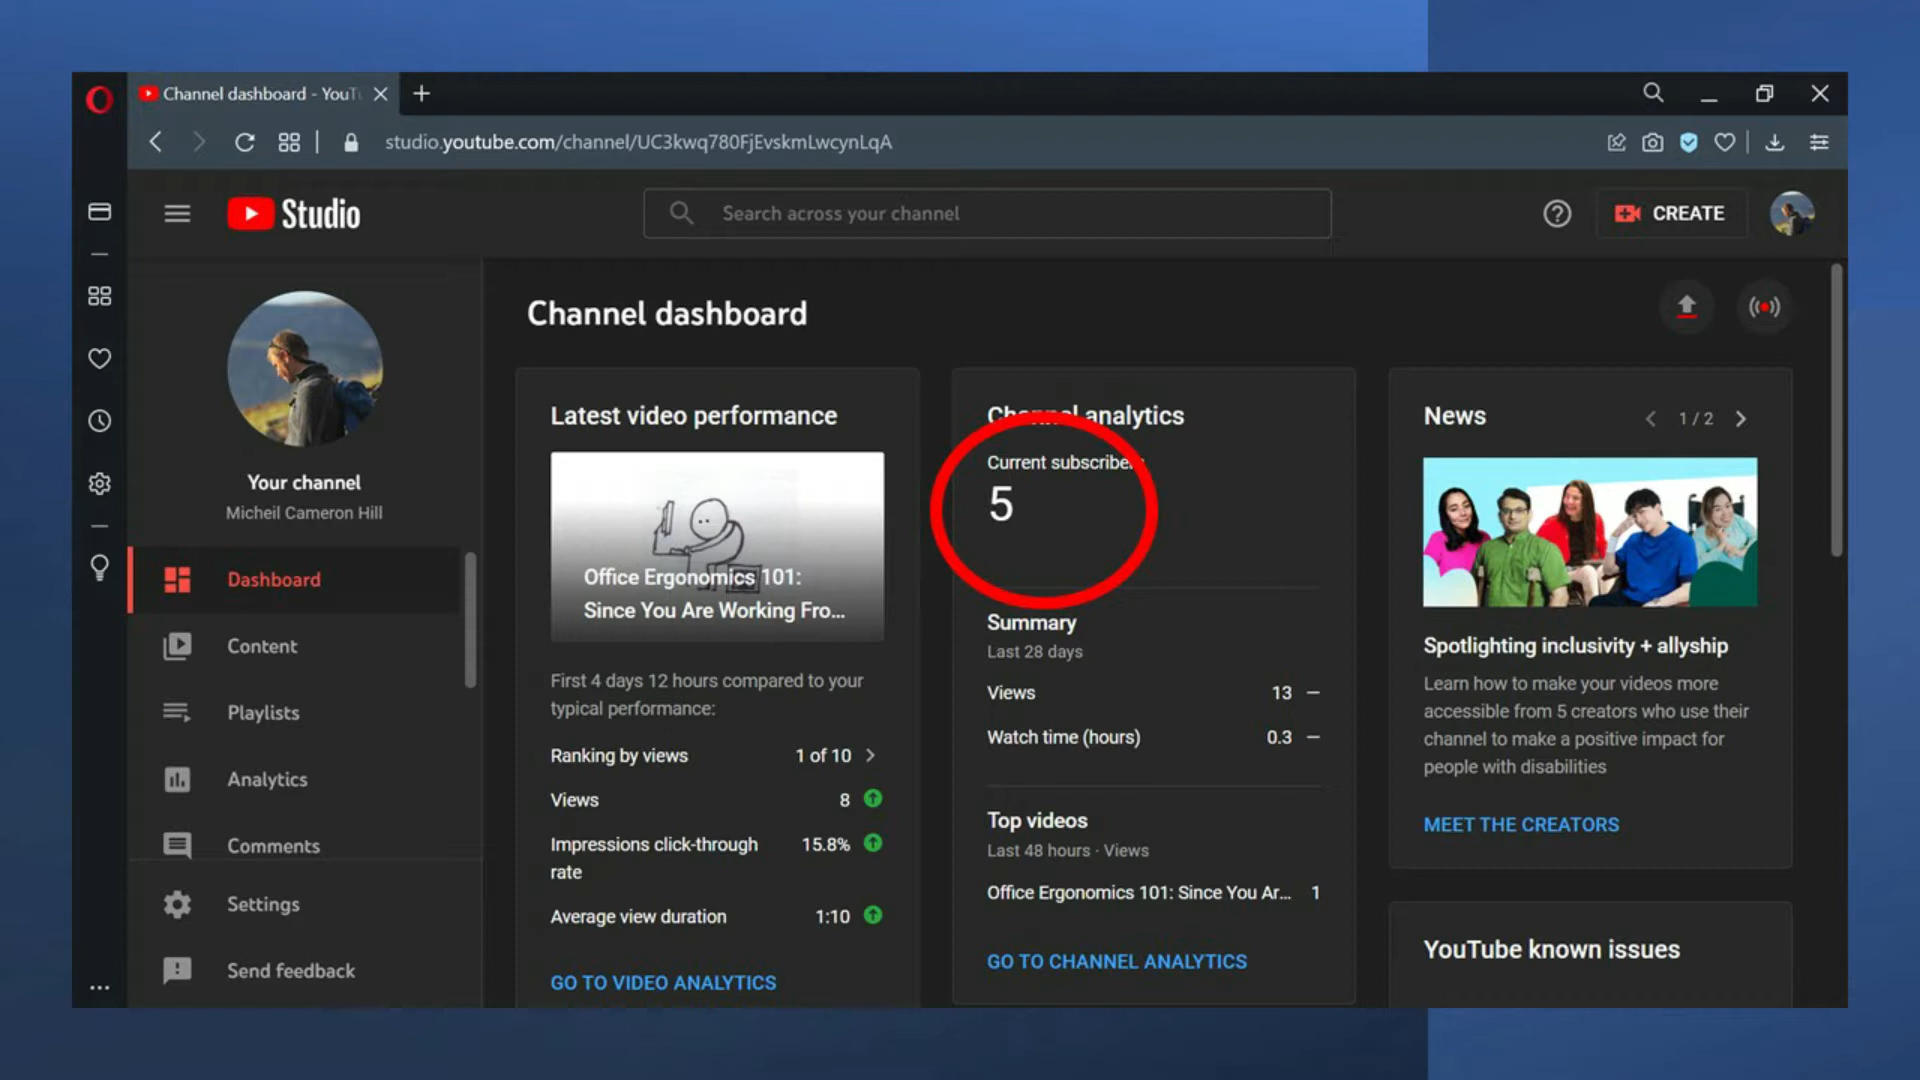 Channel dashboard - YouT
studio.youtube.com/channel/UC3kwq780FjEvskmLwcynLqA
Studio
Search across your channel
CREATE
Your channel
Micheil Cameron Hill
Dashboard
Content
Playlists
Analytics
Comments
Settings
Send feedback
Channel dashboard
Latest video performance
Office Ergonomics 101:
Since You Are Working Fro...
First 4 days 12 hours compared to your
typical performance:
Ranking by views 1 of 10
Views 8
Impressions click-through 15.8%
rate
Average view duration 1:10
GO TO VIDEO ANALYTICS
Channel analytics
Current subscribers
5
Summary
Last 28 days
Views 13 —
Watch time (hours) 0.3 —
Top videos
Last 48 hours · Views
Office Ergonomics 101: Since You Ar... 1
GO TO CHANNEL ANALYTICS
News 1 / 2
Spotlighting inclusivity + allyship
Learn how to make your videos more
accessible from 5 creators who use their
channel to make a positive impact for
people with disabilities
MEET THE CREATORS
YouTube known issues